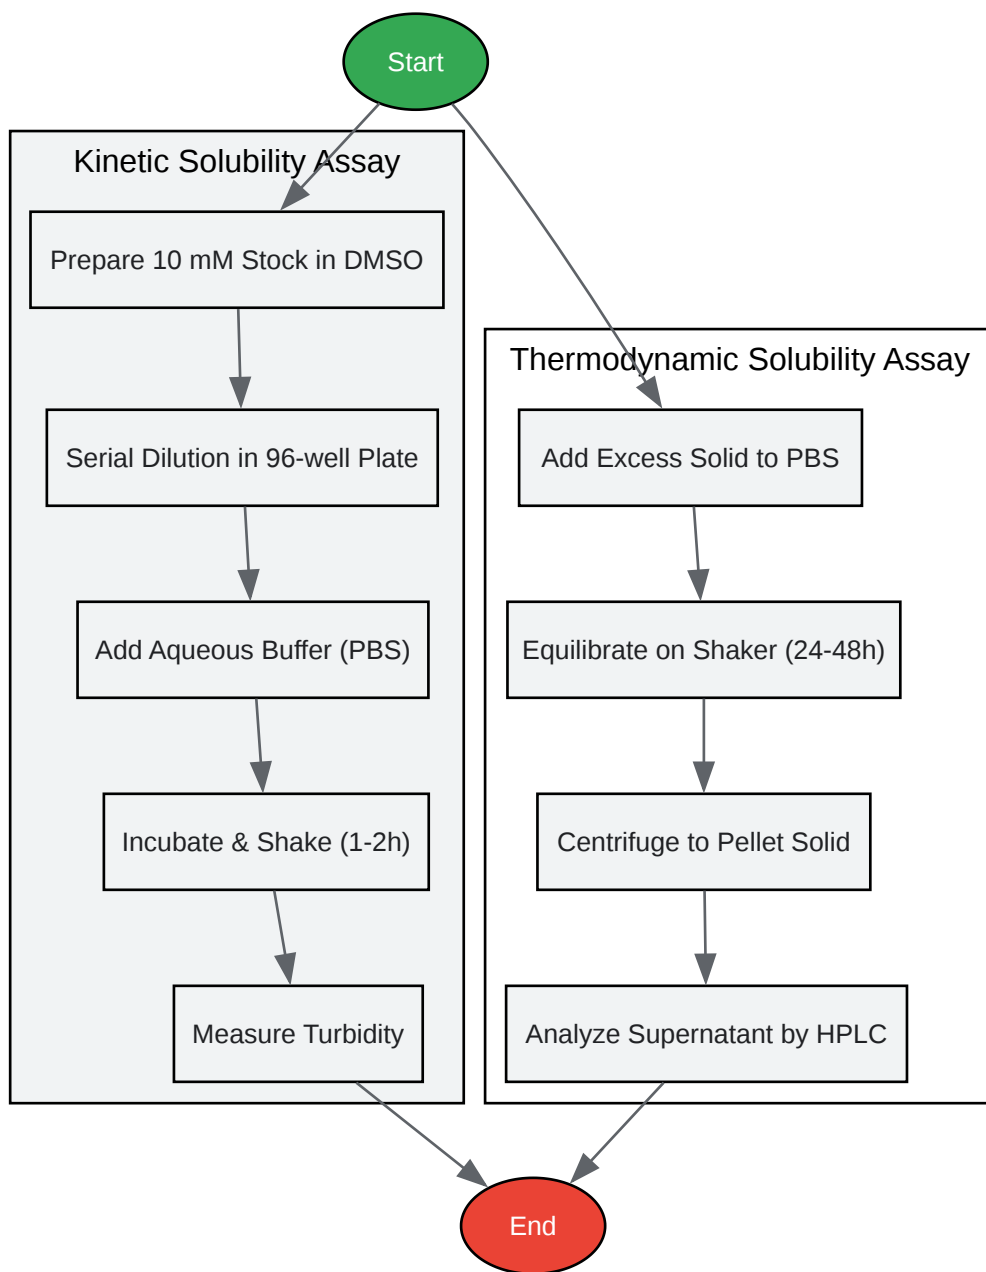 Start
Kinetic Solubility Assay
Prepare 10 mM Stock in DMSO
Serial Dilution in 96-well Plate
Add Aqueous Buffer (PBS)
Incubate & Shake (1-2h)
Measure Turbidity
Thermodynamic Solubility Assay
Add Excess Solid to PBS
Equilibrate on Shaker (24-48h)
Centrifuge to Pellet Solid
Analyze Supernatant by HPLC
End